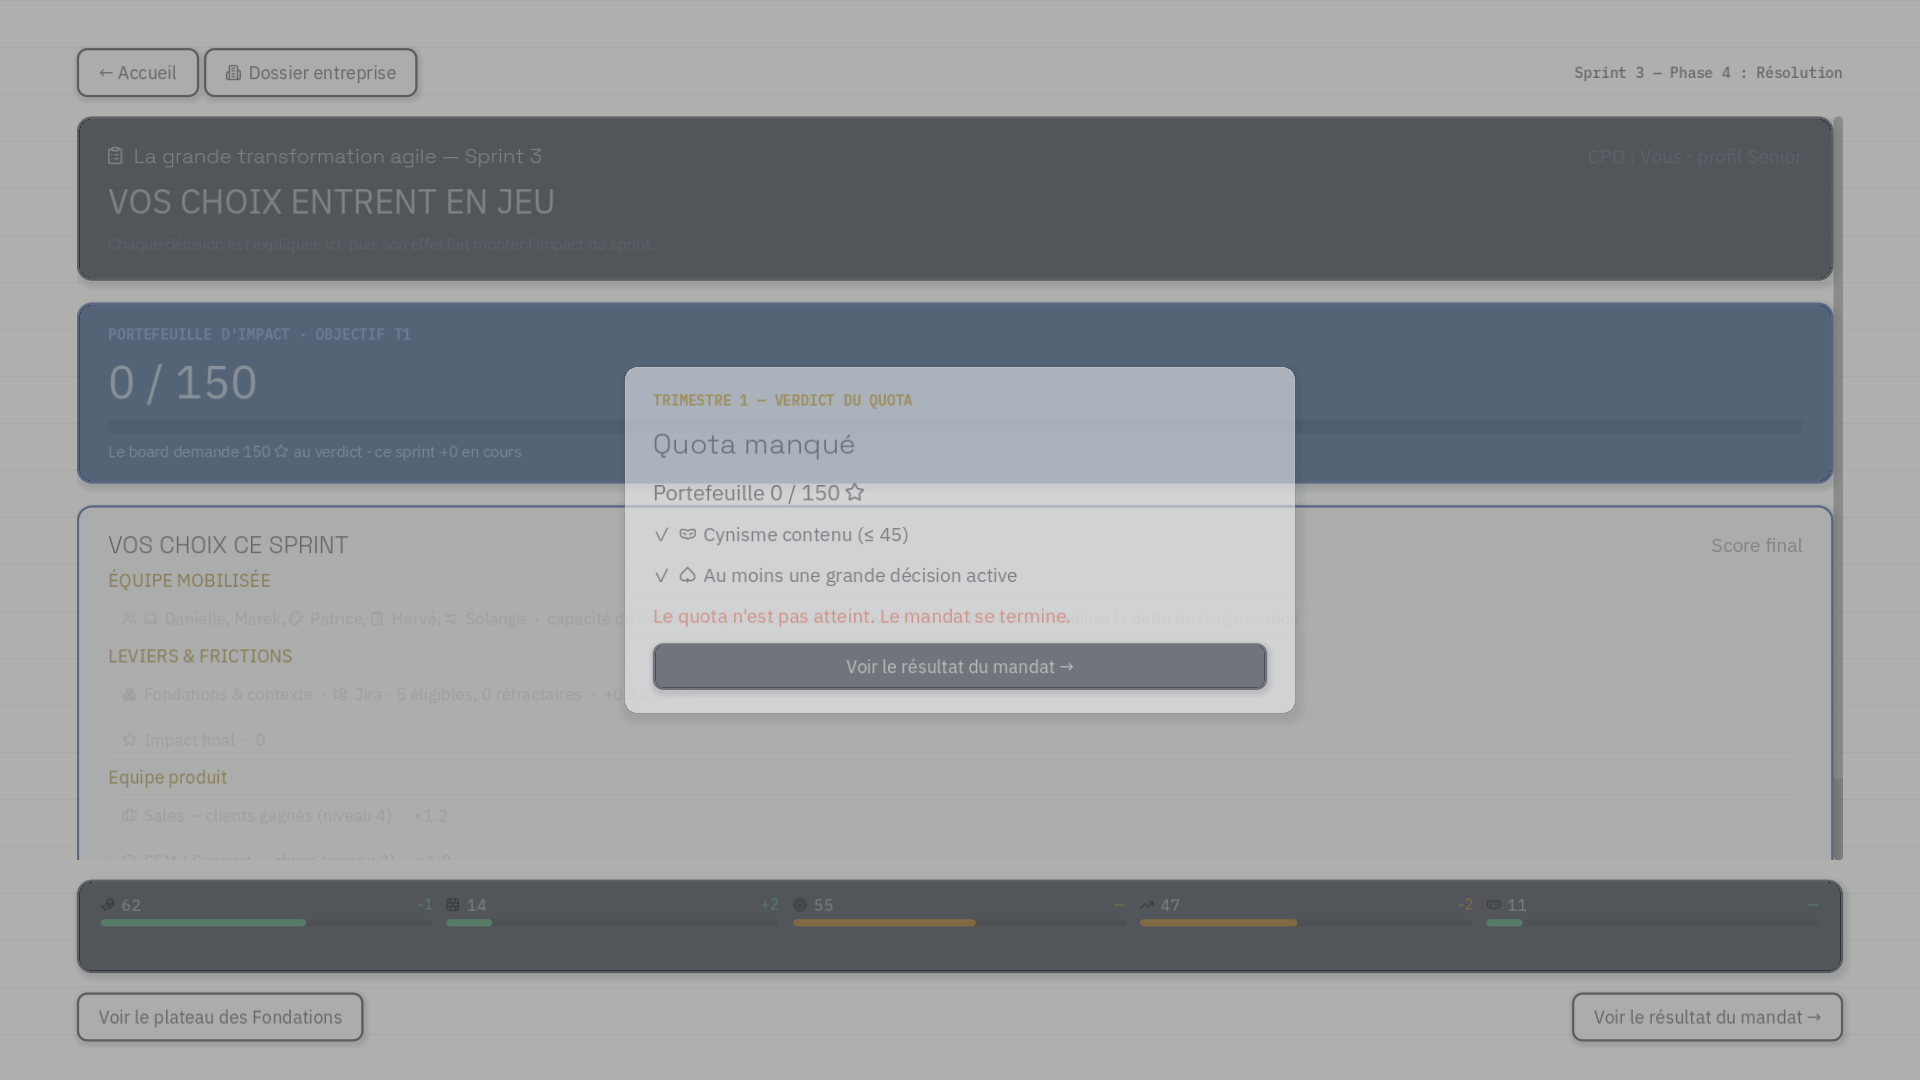 ← Accueil
Dossier entreprise
Sprint 3 — Phase 4 : Résolution
La grande transformation agile — Sprint 3
CPO : Vous · profil Senior
VOS CHOIX ENTRENT EN JEU
Chaque décision est expliquée ici, puis son effet fait monter l'impact du sprint.
PORTEFEUILLE D'IMPACT · OBJECTIF T1
0 / 150
Le board demande 150 ☆ au verdict · ce sprint +0 en cours
TRIMESTRE 1 — VERDICT DU QUOTA
Quota manqué
Portefeuille 0 / 150 ☆
✓ Cynisme contenu (≤ 45)
✓ Au moins une grande décision active
Le quota n'est pas atteint. Le mandat se termine.
Voir le résultat du mandat →
VOS CHOIX CE SPRINT
Score final
ÉQUIPE MOBILISÉE
Danielle, Marek, Patrice, Hervé, Solange · capacité la dette de l'organisation
LEVIERS & FRICTIONS
Fondations & contexte · Jira · 5 éligibles, 0 réfractaires · +0.25
Impact final · 0
Equipe produit
Sales — clients gagnés (niveau 4) · ×1.2
62
-1
14
+2
55
—
47
-2
11
—
Voir le plateau des Fondations
Voir le résultat du mandat →